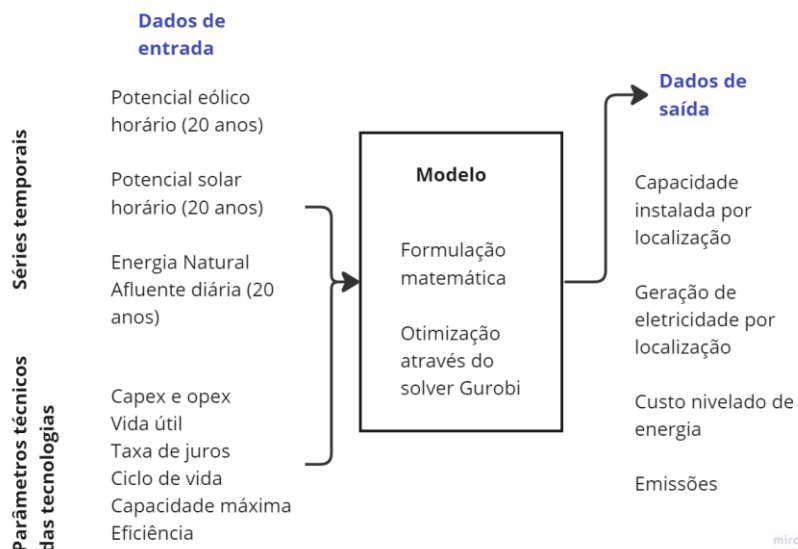 Dados de
entrada
Séries temporais
Potencial eólico
horário (20 anos)
Potencial solar
horário (20 anos)
Energia Natural
Afluente diária (20
anos)
Parâmetros técnicos
das tecnologias
Capex e opex
Vida útil
Taxa de juros
Ciclo de vida
Capacidade máxima
Eficiência
Modelo
Formulação
matemática
Otimização
através do
solver Gurobi
Dados de
saída
Capacidade
instalada por
localização
Geração de
eletricidade por
localização
Custo nivelado de
energia
Emissões
miro